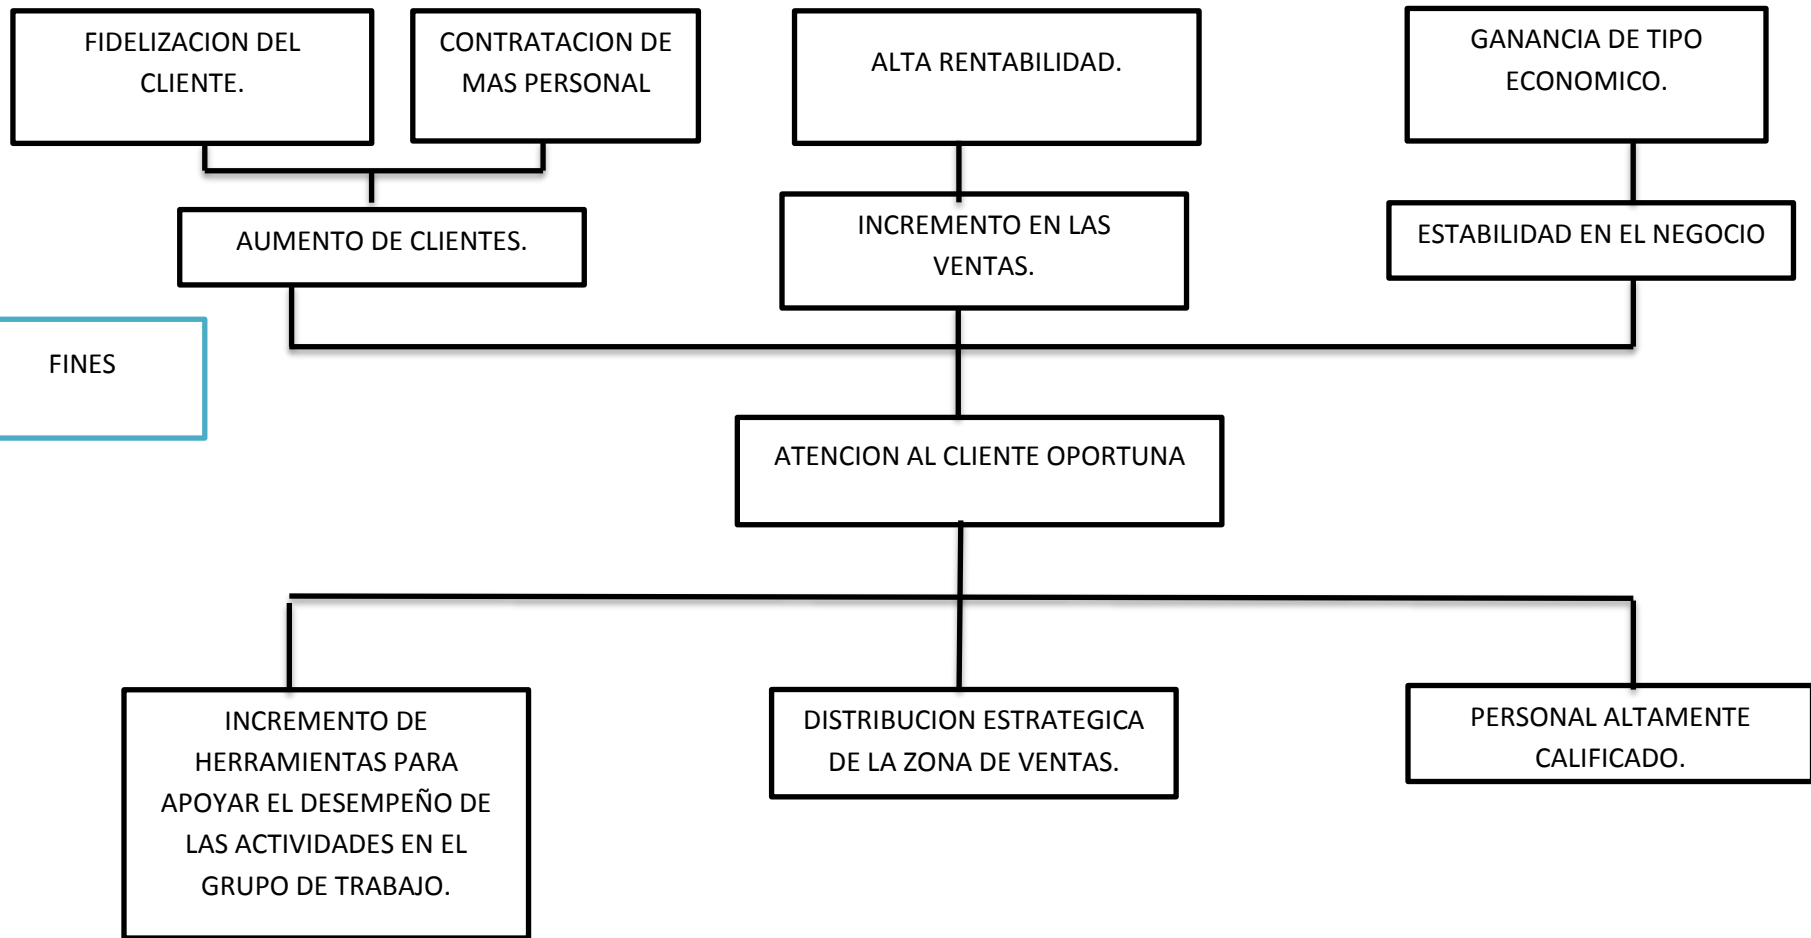 FIDELIZACION DEL
CLIENTE.
CONTRATACION DE
MAS PERSONAL
ALTA RENTABILIDAD.
GANANCIA DE TIPO
ECONOMICO.
AUMENTO DE CLIENTES.
INCREMENTO EN LAS
VENTAS.
ESTABILIDAD EN EL NEGOCIO
FINES
ATENCION AL CLIENTE OPORTUNA
INCREMENTO DE
HERRAMIENTAS PARA
APOYAR EL DESEMPEÑO DE
LAS ACTIVIDADES EN EL
GRUPO DE TRABAJO.
DISTRIBUCION ESTRATEGICA
DE LA ZONA DE VENTAS.
PERSONAL ALTAMENTE
CALIFICADO.